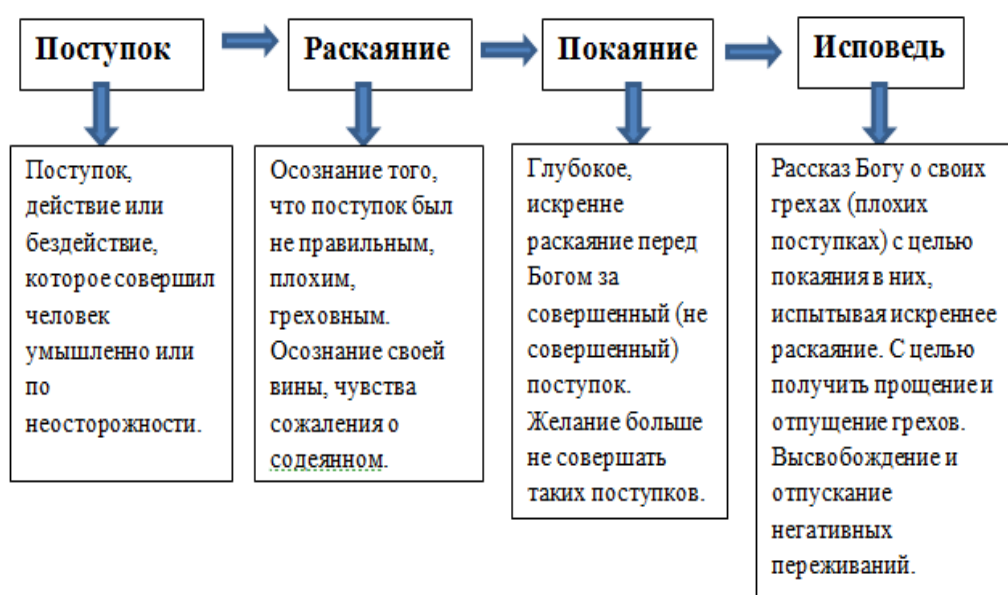 Поступок
Раскаяние
Покаяние
Исповедь
Поступок,
действие или
бездействие,
которое совершил
человек
умышленно или
по
неосторожности.
Осознание того,
что поступок был
не правильным,
плохим,
греховным.
Осознание своей
вины, чувства
сожаления о
содеянном.
Глубокое,
искренне
раскаяние перед
Богом за
совершенный (не
совершенный)
поступок.
Желание больше
не совершать
таких поступков.
Рассказ Богу о своих
грехах (плохих
поступках) с целью
покаяния в них,
испытывая искреннее
раскаяние. С целью
получить прощение и
отпущение грехов.
Высвобождение и
отпускание
негативных
переживаний.